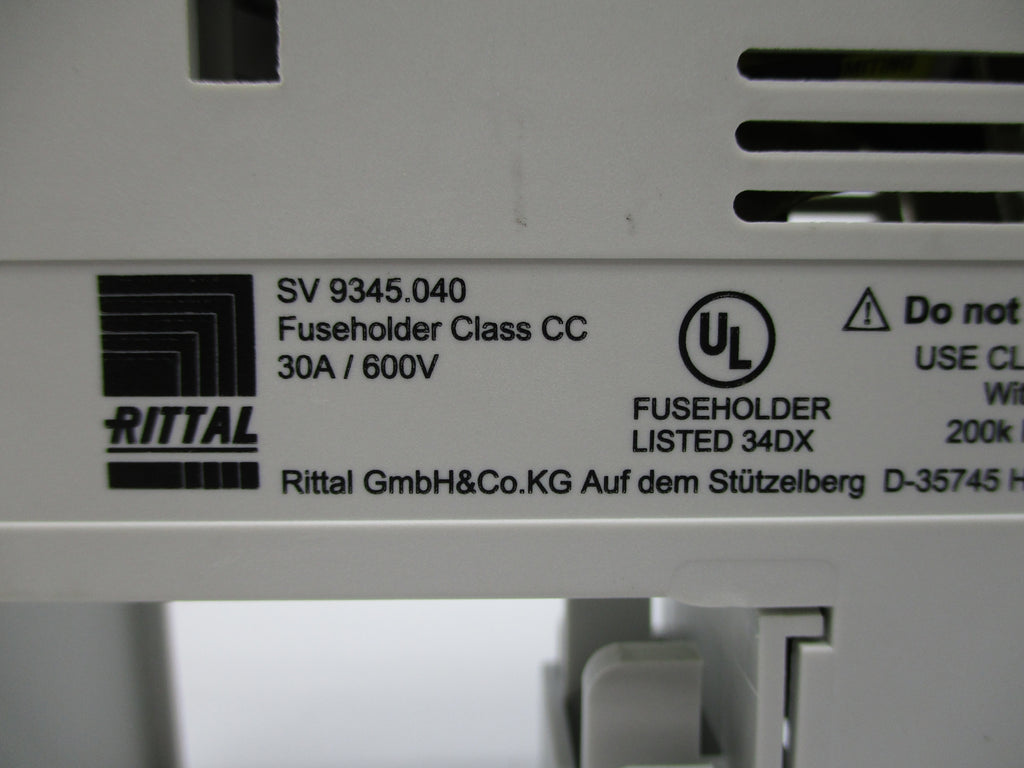 SV 9345.040
Fuseholder Class CC
30A / 600V
RITTAL
UL
FUSEHOLDER
LISTED 34DX
Do not
USE
200k
Rittal GmbH&Co.KG Auf dem Stützelberg D-35745